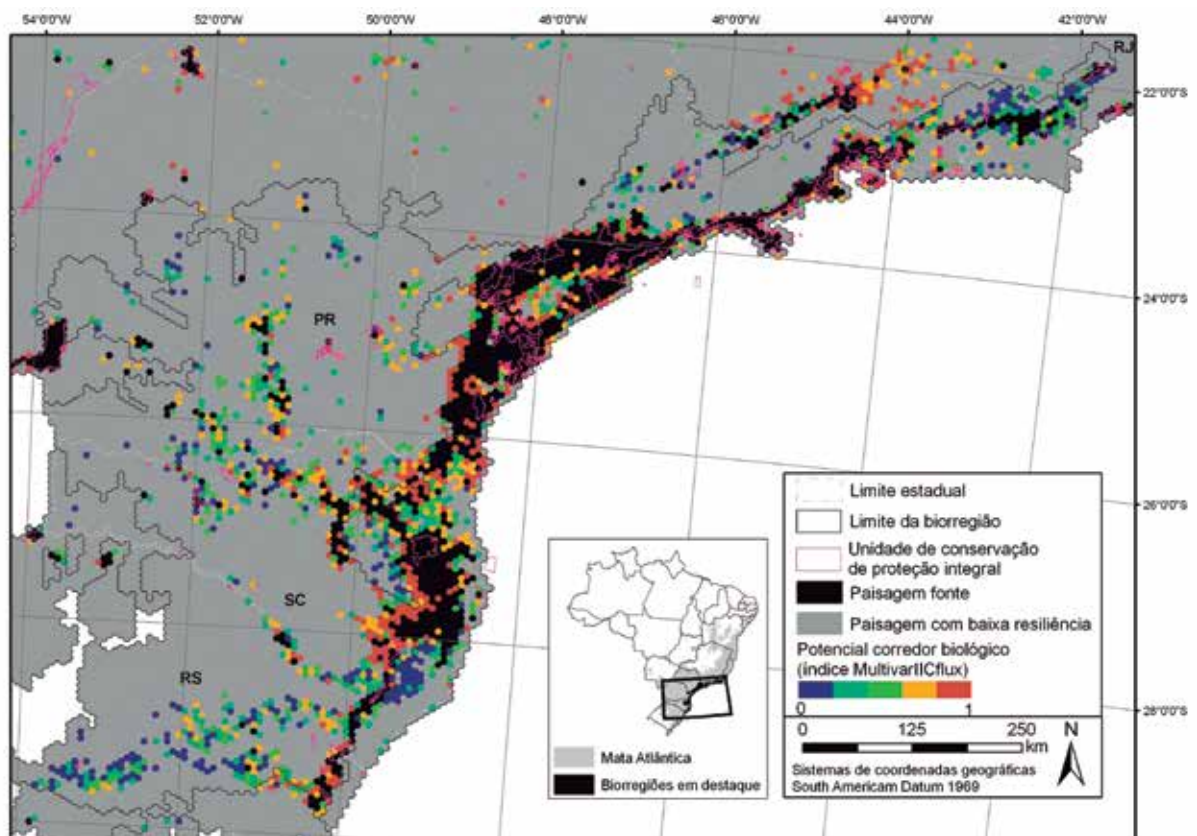 54°0'0"W
52°0'0"W
50°0'0"W
48°0'0"W
46°0'0"W
44°0'0"W
42°0'0"W
RJ
22°0'0"S
24°0'0"S
PR
26°0'0"S
SC
RS
28°0'0"S
Limite estadual
Limite da biorregião
Unidade de conservação
de proteção integral
Paisagem fonte
Paisagem com baixa resiliência
Potencial corredor biológico
(índice MultivarIICflux)
0 1
0 125 250
km
N
Sistemas de coordenadas geográficas
South Americam Datum 1969
Mata Atlântica
Biorregiões em destaque